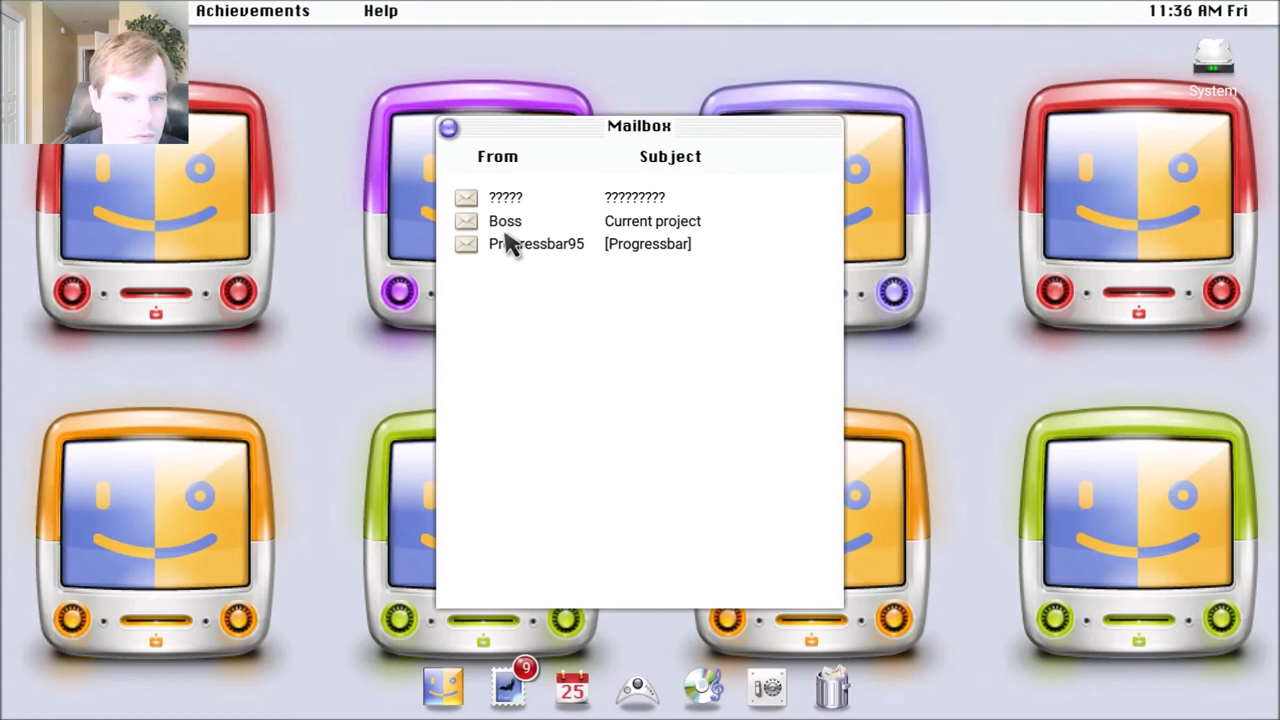 Achievements Help 11:36 AM Fri
System
Mailbox
From Subject
????? ?????????
Boss Current project
Progressbar95 [Progressbar]
9
25